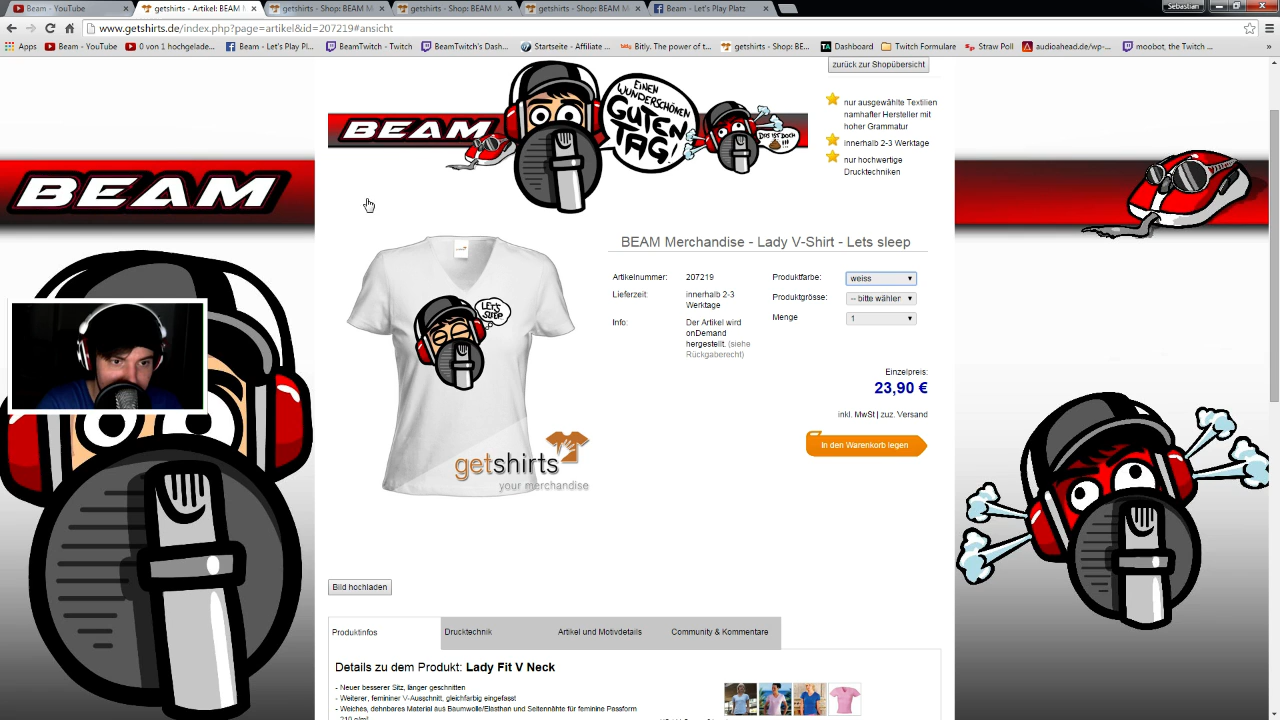 Beam - YouTube
getshirts - Artikel: BEAM M
getshirts - Shop: BEAM M
getshirts - Shop: BEAM M
getshirts - Shop: BEAM M
Beam - Let's Play Platz
Sebastian
www.getshirts.de/index.php?page=artikel&id=207219#ansicht
Apps
Beam - YouTube
0 von 1 hochgelade...
Beam - Let's Play Pl...
BeamTwitch - Twitch
BeamTwitch's Dash...
Startseite - Affiliate ...
Bitly. The power of t...
getshirts - Shop: BE...
Dashboard
Twitch Formulare
Straw Poll
audioahead.de/wp-...
moobot, the Twitch ...
zurück zur Shopübersicht
BEAM
EINEN WUNDERSCHÖNEN GUTEN TAG!
DAS IST DOCH !!!
nur ausgewählte Textilien
namhafter Hersteller mit
hoher Grammatur
innerhalb 2-3 Werktage
nur hochwertige
Drucktechniken
BEAM
BEAM Merchandise - Lady V-Shirt - Lets sleep
Artikelnummer: 207219
Produktfarbe: weiss
Lieferzeit: innerhalb 2-3
Werktage
Produktgrösse: -- bitte wählen
Menge 1
Info: Der Artikel wird
onDemand
hergestellt. (siehe
Rückgaberecht)
LET'S
SLEEP
Einzelpreis:
23,90 €
inkl. MwSt | zuz. Versand
In den Warenkorb legen
getshirts
your merchandise
Bild hochladen
Produktinfos
Drucktechnik
Artikel und Motivdetails
Community & Kommentare
Details zu dem Produkt: Lady Fit V Neck
- Neuer besserer Sitz, länger geschnitten
- Weiterer, femininer V-Ausschnitt, gleichfarbig eingefasst
- Weiches, dehnbares Material aus Baumwolle/Elasthan und Seitennähte für feminine Passform